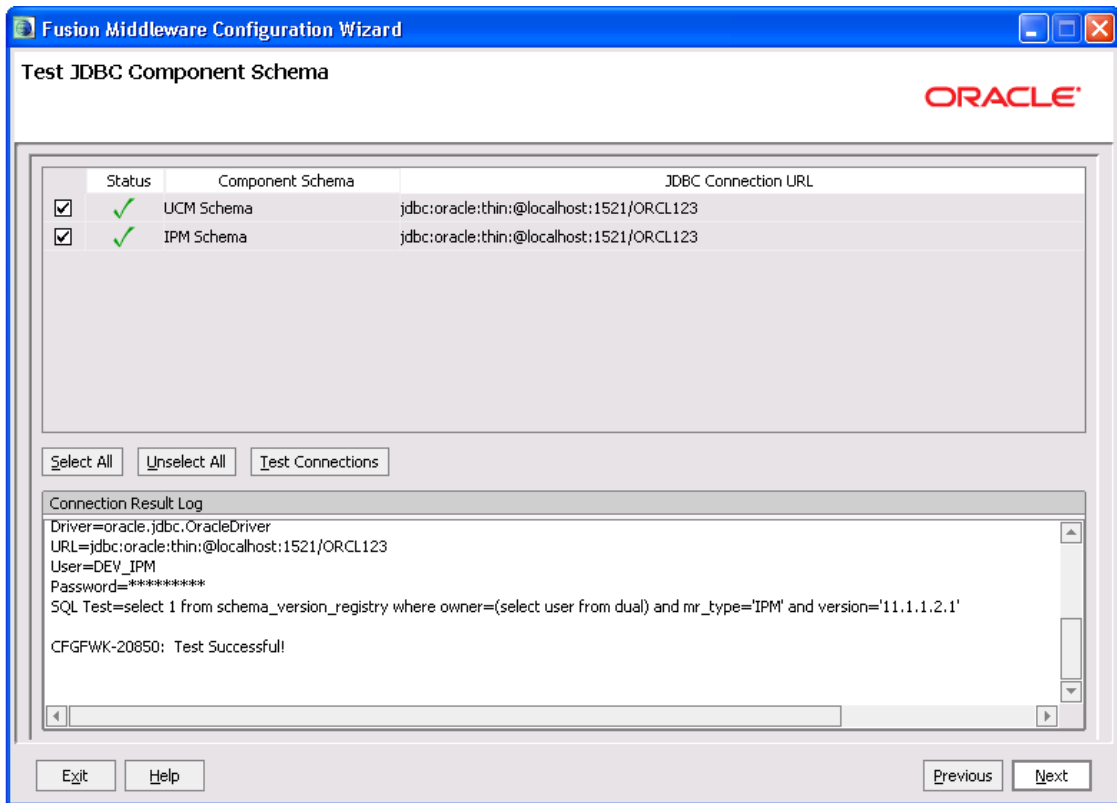 Fusion Middleware Configuration Wizard
Test JDBC Component Schema
ORACLE
Status Component Schema JDBC Connection URL
UCM Schema jdbc:oracle:thin:@localhost:1521/ORCL123
IPM Schema jdbc:oracle:thin:@localhost:1521/ORCL123
Select All Unselect All Test Connections
Connection Result Log
Driver=oracle.jdbc.OracleDriver
URL=jdbc:oracle:thin:@localhost:1521/ORCL123
User=DEV_IPM
Password=*********
SQL Test=select 1 from schema_version_registry where owner=(select user from dual) and mr_type='IPM' and version='11.1.1.2.1'
CFGFWK-20850:  Test Successful!
Exit Help Previous Next